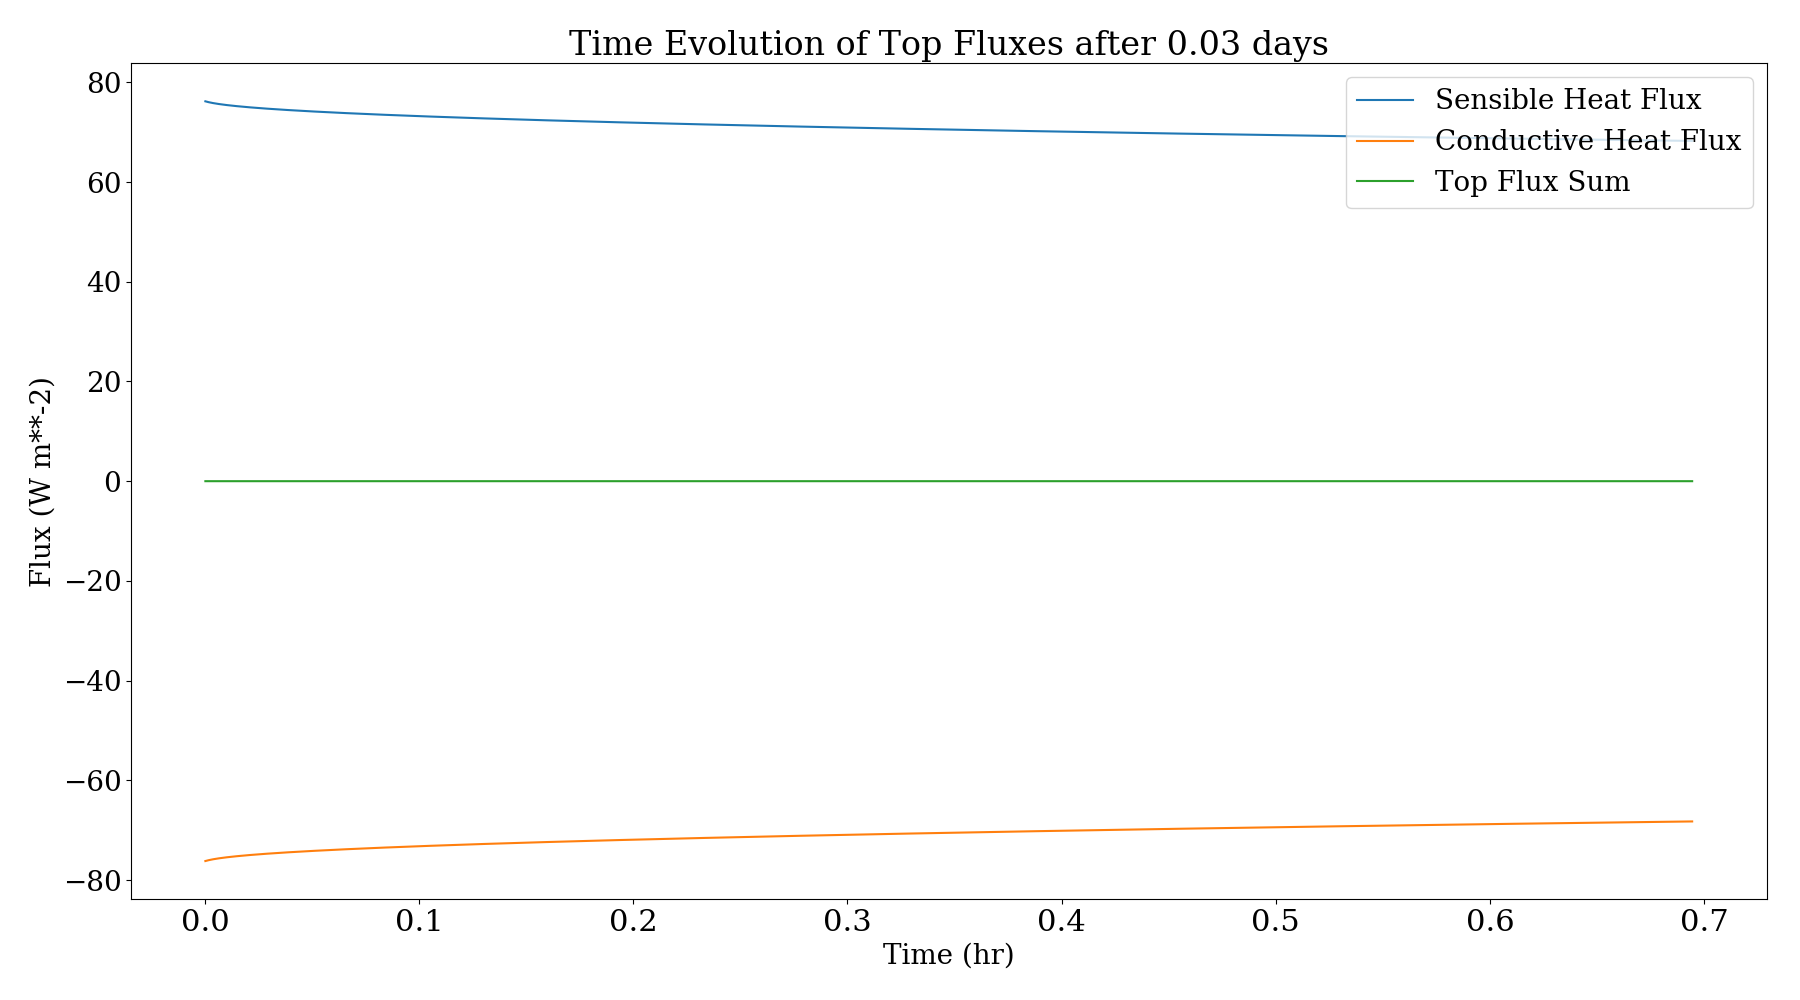 Time Evolution of Top Fluxes after 0.03 days
80
60
40
20
0
−20
−40
−60
−80
Flux (W m**-2)
Sensible Heat Flux
Conductive Heat Flux
Top Flux Sum
0.0 0.1 0.2 0.3 0.4 0.5 0.6 0.7
Time (hr)